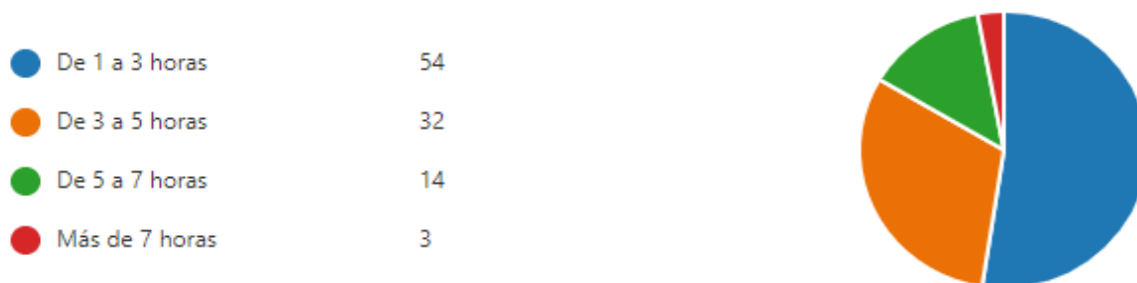 De 1 a 3 horas 54
De 3 a 5 horas 32
De 5 a 7 horas 14
Más de 7 horas 3